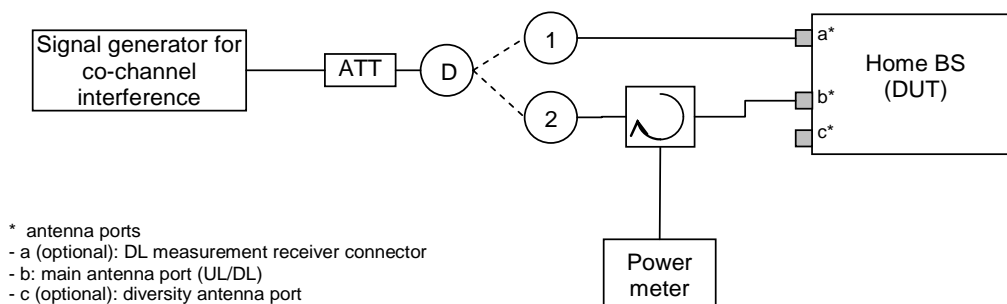 Signal generator for
co-channel
interference
ATT
D
1
2
a*
b*
c*
Home BS
(DUT)
Power
meter
* antenna ports
- a (optional): DL measurement receiver connector
- b: main antenna port (UL/DL)
- c (optional): diversity antenna port